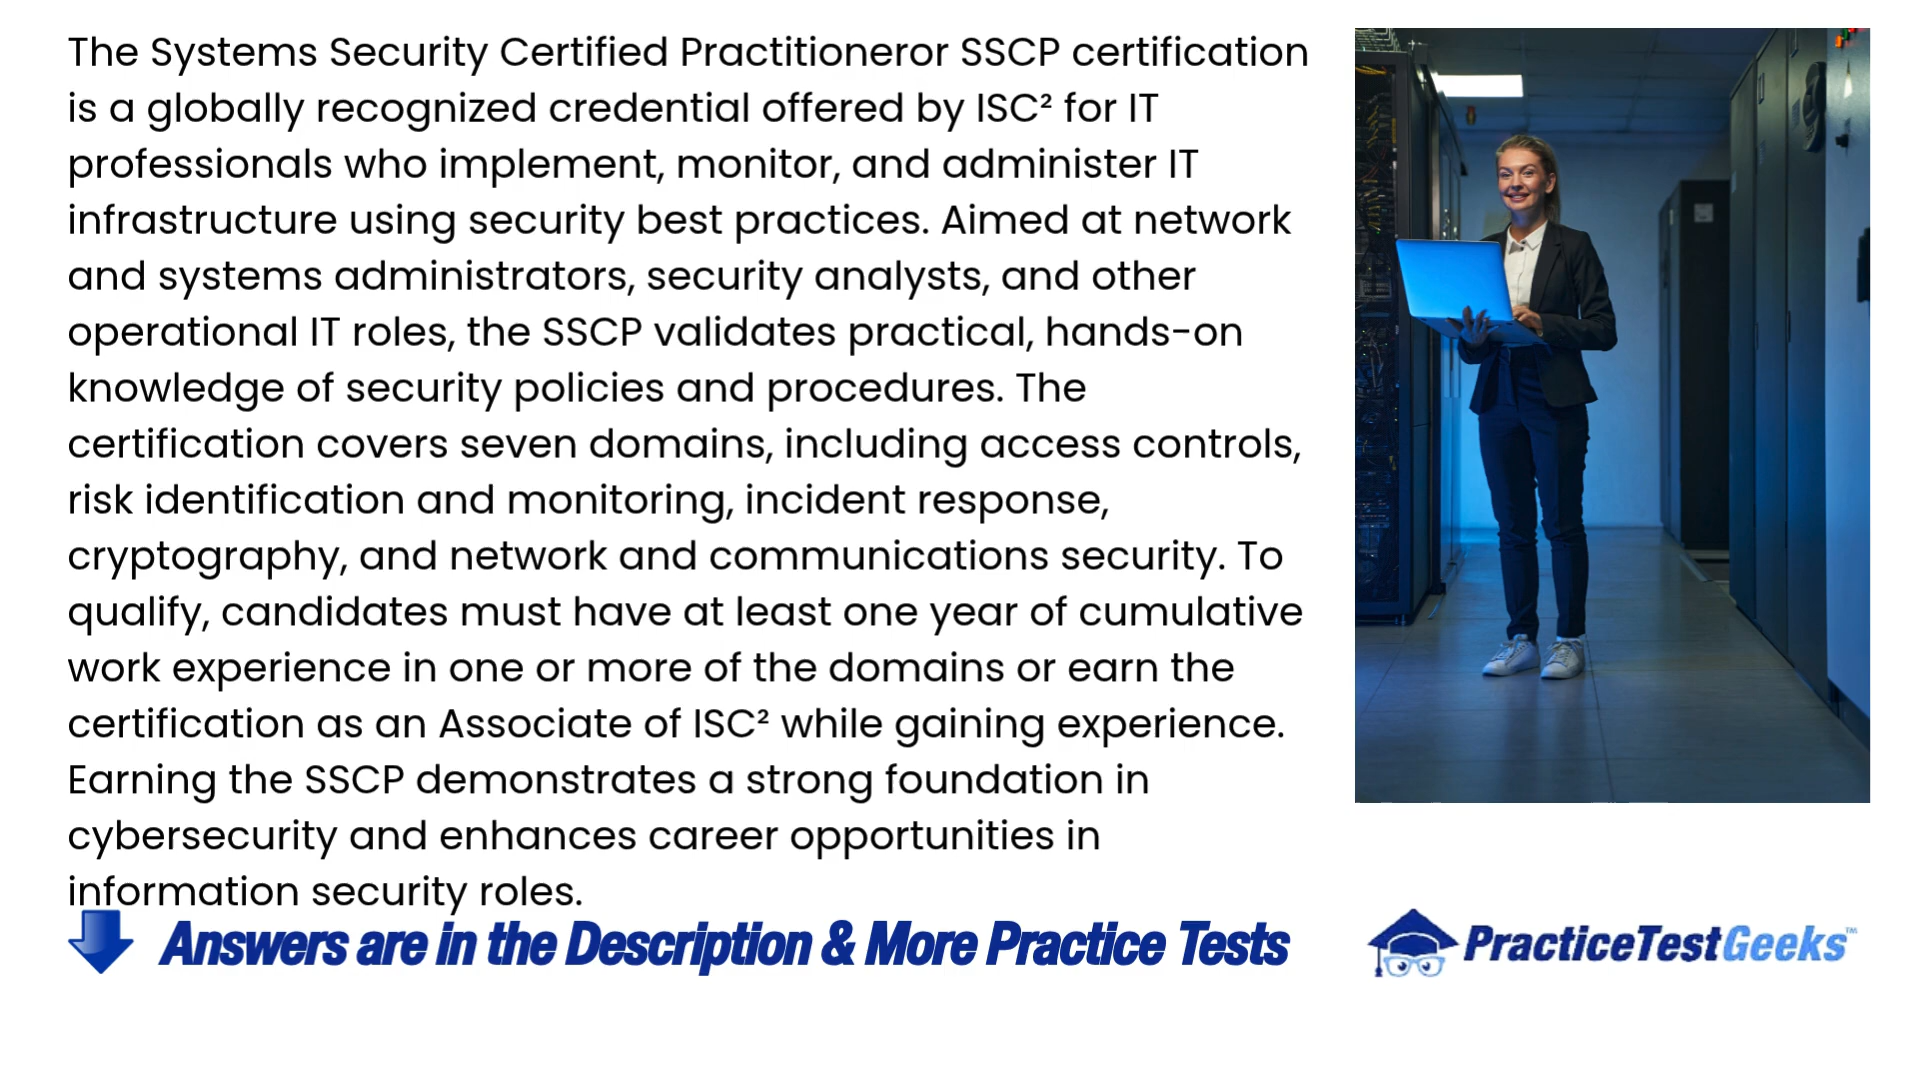 The Systems Security Certified Practitioneror SSCP certification
is a globally recognized credential offered by ISC² for IT
professionals who implement, monitor, and administer IT
infrastructure using security best practices. Aimed at network
and systems administrators, security analysts, and other
operational IT roles, the SSCP validates practical, hands-on
knowledge of security policies and procedures. The
certification covers seven domains, including access controls,
risk identification and monitoring, incident response,
cryptography, and network and communications security. To
qualify, candidates must have at least one year of cumulative
work experience in one or more of the domains or earn the
certification as an Associate of ISC² while gaining experience.
Earning the SSCP demonstrates a strong foundation in
cybersecurity and enhances career opportunities in
information security roles.
Answers are in the Description & More Practice Tests
PracticeTestGeeks™